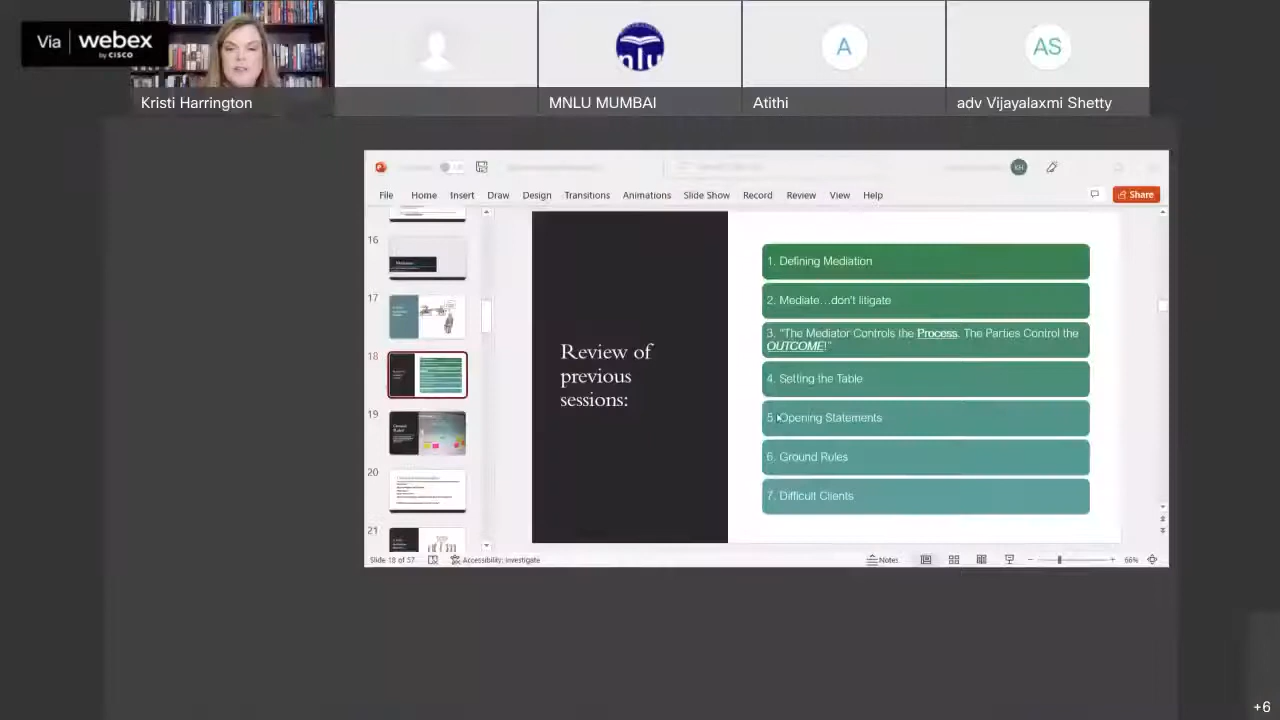 Via webex
by CISCO
Kristi Harrington
MNLU MUMBAI
A
Atithi
AS
adv Vijayalaxmi Shetty
KH
File Home Insert Draw Design Transitions Animations Slide Show Record Review View Help
Share
16
17
18
19
20
21
Review of
previous
sessions:
1. Defining Mediation
2. Mediate...don't litigate
3. "The Mediator Controls the Process. The Parties Control the
OUTCOME!"
4. Setting the Table
5. Opening Statements
6. Ground Rules
7. Difficult Clients
Slide 18 of 57
Accessibility: Investigate
Notes
66%
+6